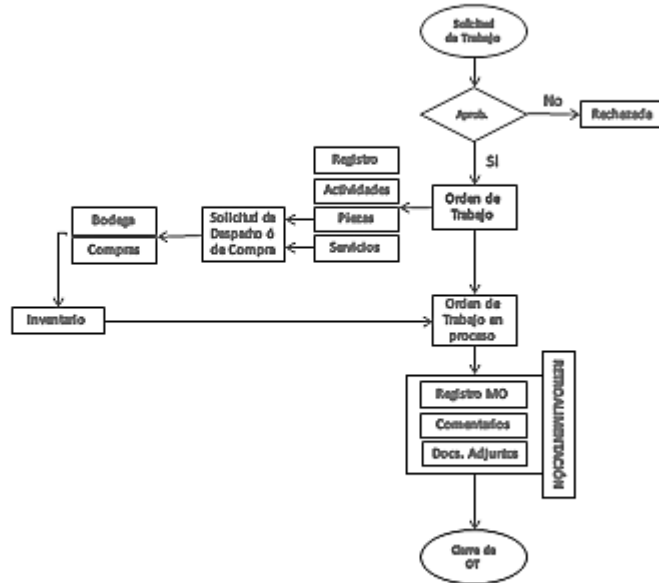 Solicitud
de Trabajo
Aprob.
No
Rechazada
Si
Registro
Actividades
Piezas
Servicios
Orden de
Trabajo
Solicitud de
Despacho ó
de Compra
Bodega
Compras
Inventario
Orden de
Trabajo en
proceso
Registro MO
Comentarios
Docs. Adjuntos
RETROALIMENTACIÓN
Cierre de
OT